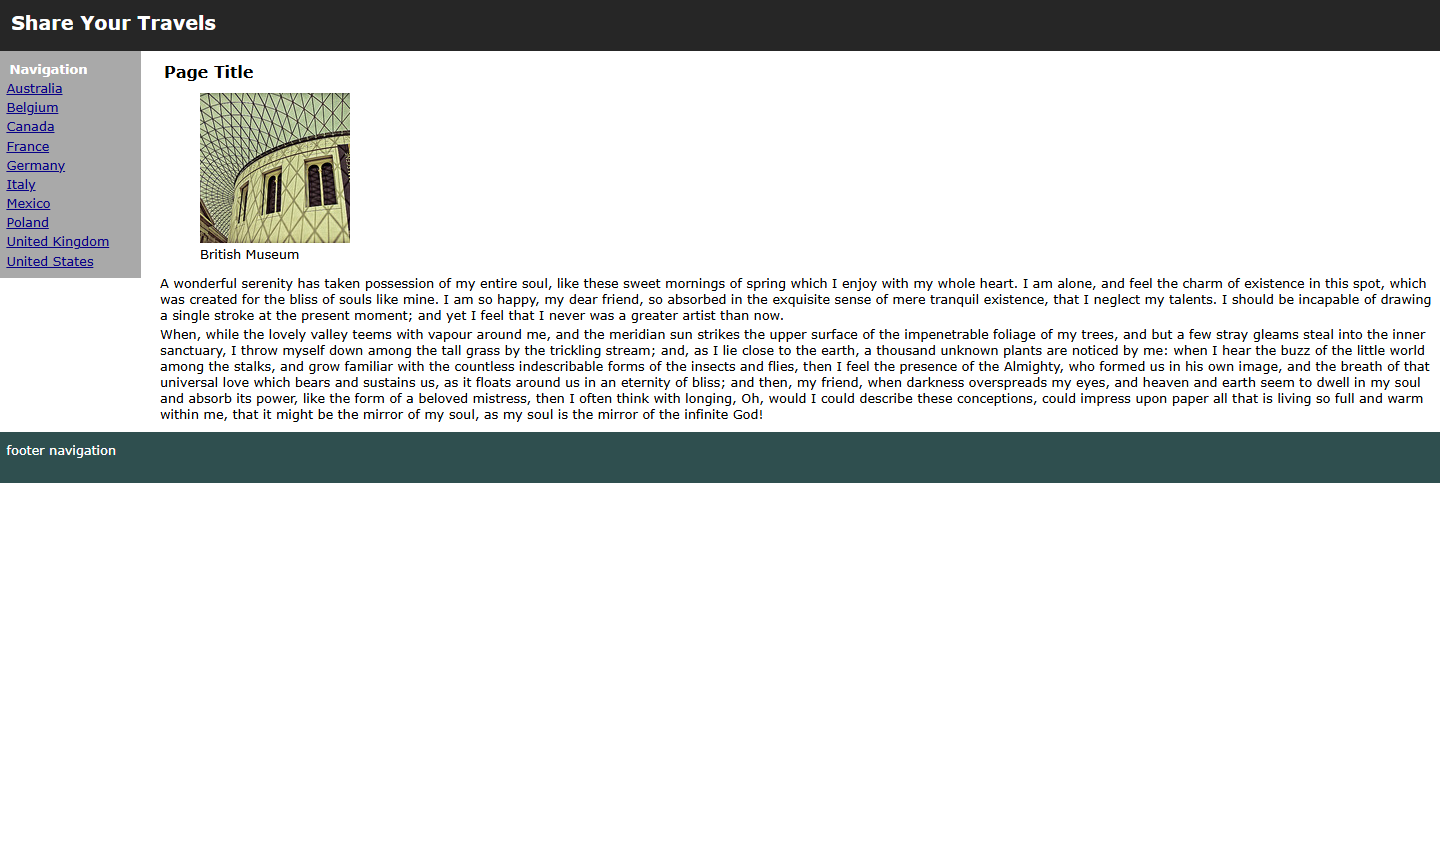 Share Your Travels
Navigation
Australia
Belgium
Canada
France
Germany
Italy
Mexico
Poland
United Kingdom
United States
Page Title
British Museum
A wonderful serenity has taken possession of my entire soul, like these sweet mornings of spring which I enjoy with my whole heart. I am alone, and feel the charm of existence in this spot, which
was created for the bliss of souls like mine. I am so happy, my dear friend, so absorbed in the exquisite sense of mere tranquil existence, that I neglect my talents. I should be incapable of drawing
a single stroke at the present moment; and yet I feel that I never was a greater artist than now.
When, while the lovely valley teems with vapour around me, and the meridian sun strikes the upper surface of the impenetrable foliage of my trees, and but a few stray gleams steal into the inner
sanctuary, I throw myself down among the tall grass by the trickling stream; and, as I lie close to the earth, a thousand unknown plants are noticed by me: when I hear the buzz of the little world
among the stalks, and grow familiar with the countless indescribable forms of the insects and flies, then I feel the presence of the Almighty, who formed us in his own image, and the breath of that
universal love which bears and sustains us, as it floats around us in an eternity of bliss; and then, my friend, when darkness overspreads my eyes, and heaven and earth seem to dwell in my soul
and absorb its power, like the form of a beloved mistress, then I often think with longing, Oh, would I could describe these conceptions, could impress upon paper all that is living so full and warm
within me, that it might be the mirror of my soul, as my soul is the mirror of the infinite God!
footer navigation